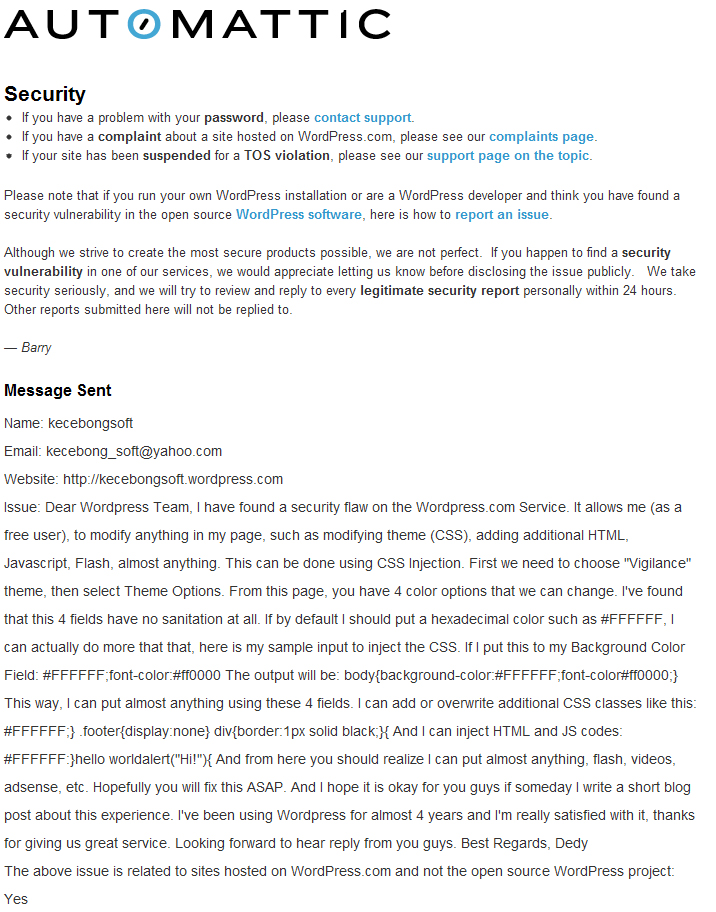 AUTOMATTIC
Security
• If you have a problem with your password, please contact support.
• If you have a complaint about a site hosted on WordPress.com, please see our complaints page.
• If your site has been suspended for a TOS violation, please see our support page on the topic.
Please note that if you run your own WordPress installation or are a WordPress developer and think you have found a
security vulnerability in the open source WordPress software, here is how to report an issue.
Although we strive to create the most secure products possible, we are not perfect.  If you happen to find a security
vulnerability in one of our services, we would appreciate letting us know before disclosing the issue publicly.   We take
security seriously, and we will try to review and reply to every legitimate security report personally within 24 hours.
Other reports submitted here will not be replied to.
— Barry
Message Sent
Name: kecebongsoft
Email: kecebong_soft@yahoo.com
Website: http://kecebongsoft.wordpress.com
Issue: Dear Wordpress Team, I have found a security flaw on the Wordpress.com Service. It allows me (as a
free user), to modify anything in my page, such as modifying theme (CSS), adding additional HTML,
Javascript, Flash, almost anything. This can be done using CSS Injection. First we need to choose "Vigilance"
theme, then select Theme Options. From this page, you have 4 color options that we can change. I've found
that this 4 fields have no sanitation at all. If by default I should put a hexadecimal color such as #FFFFFF, I
can actually do more that that, here is my sample input to inject the CSS. If I put this to my Background Color
Field: #FFFFFF;font-color:#ff0000 The output will be: body{background-color:#FFFFFF;font-color#ff0000;}
This way, I can put almost anything using these 4 fields. I can add or overwrite additional CSS classes like this:
#FFFFFF;} .footer{display:none} div{border:1px solid black;}{ And I can inject HTML and JS codes:
#FFFFFF:}hello worldalert("Hi!"){ And from here you should realize I can put almost anything, flash, videos,
adsense, etc. Hopefully you will fix this ASAP. And I hope it is okay for you guys if someday I write a short blog
post about this experience. I've been using Wordpress for almost 4 years and I'm really satisfied with it, thanks
for giving us great service. Looking forward to hear reply from you guys. Best Regards, Dedy
The above issue is related to sites hosted on WordPress.com and not the open source WordPress project:
Yes